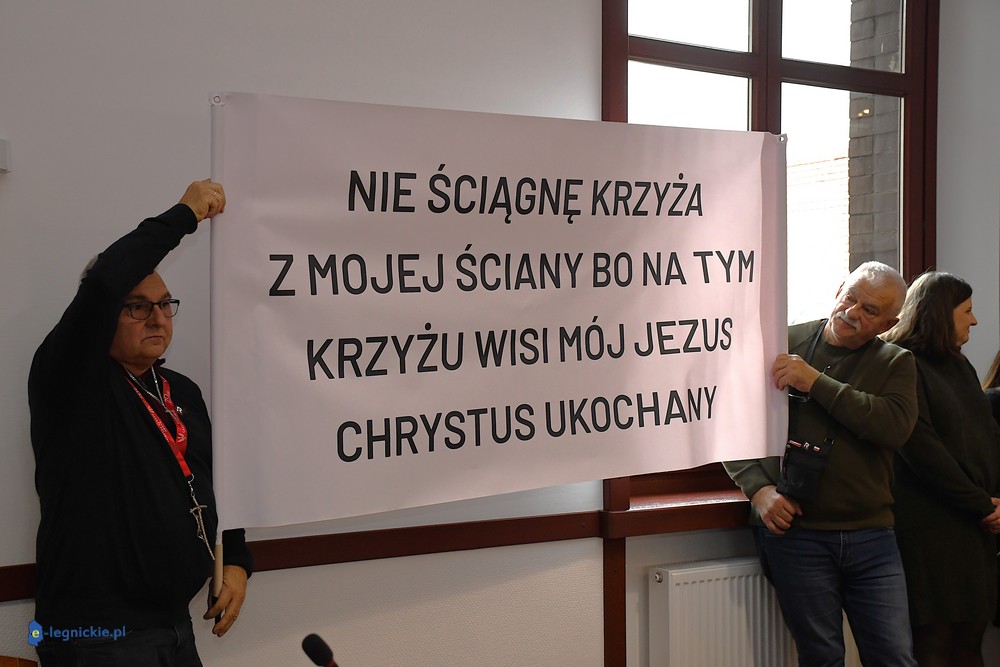 NIE ŚCIĄGNĘ KRZYŻA
Z MOJEJ ŚCIANY BO NA TYM
KRZYŻU WISI MÓJ JEZUS
CHRYSTUS UKOCHANY
e-legnickie.pl